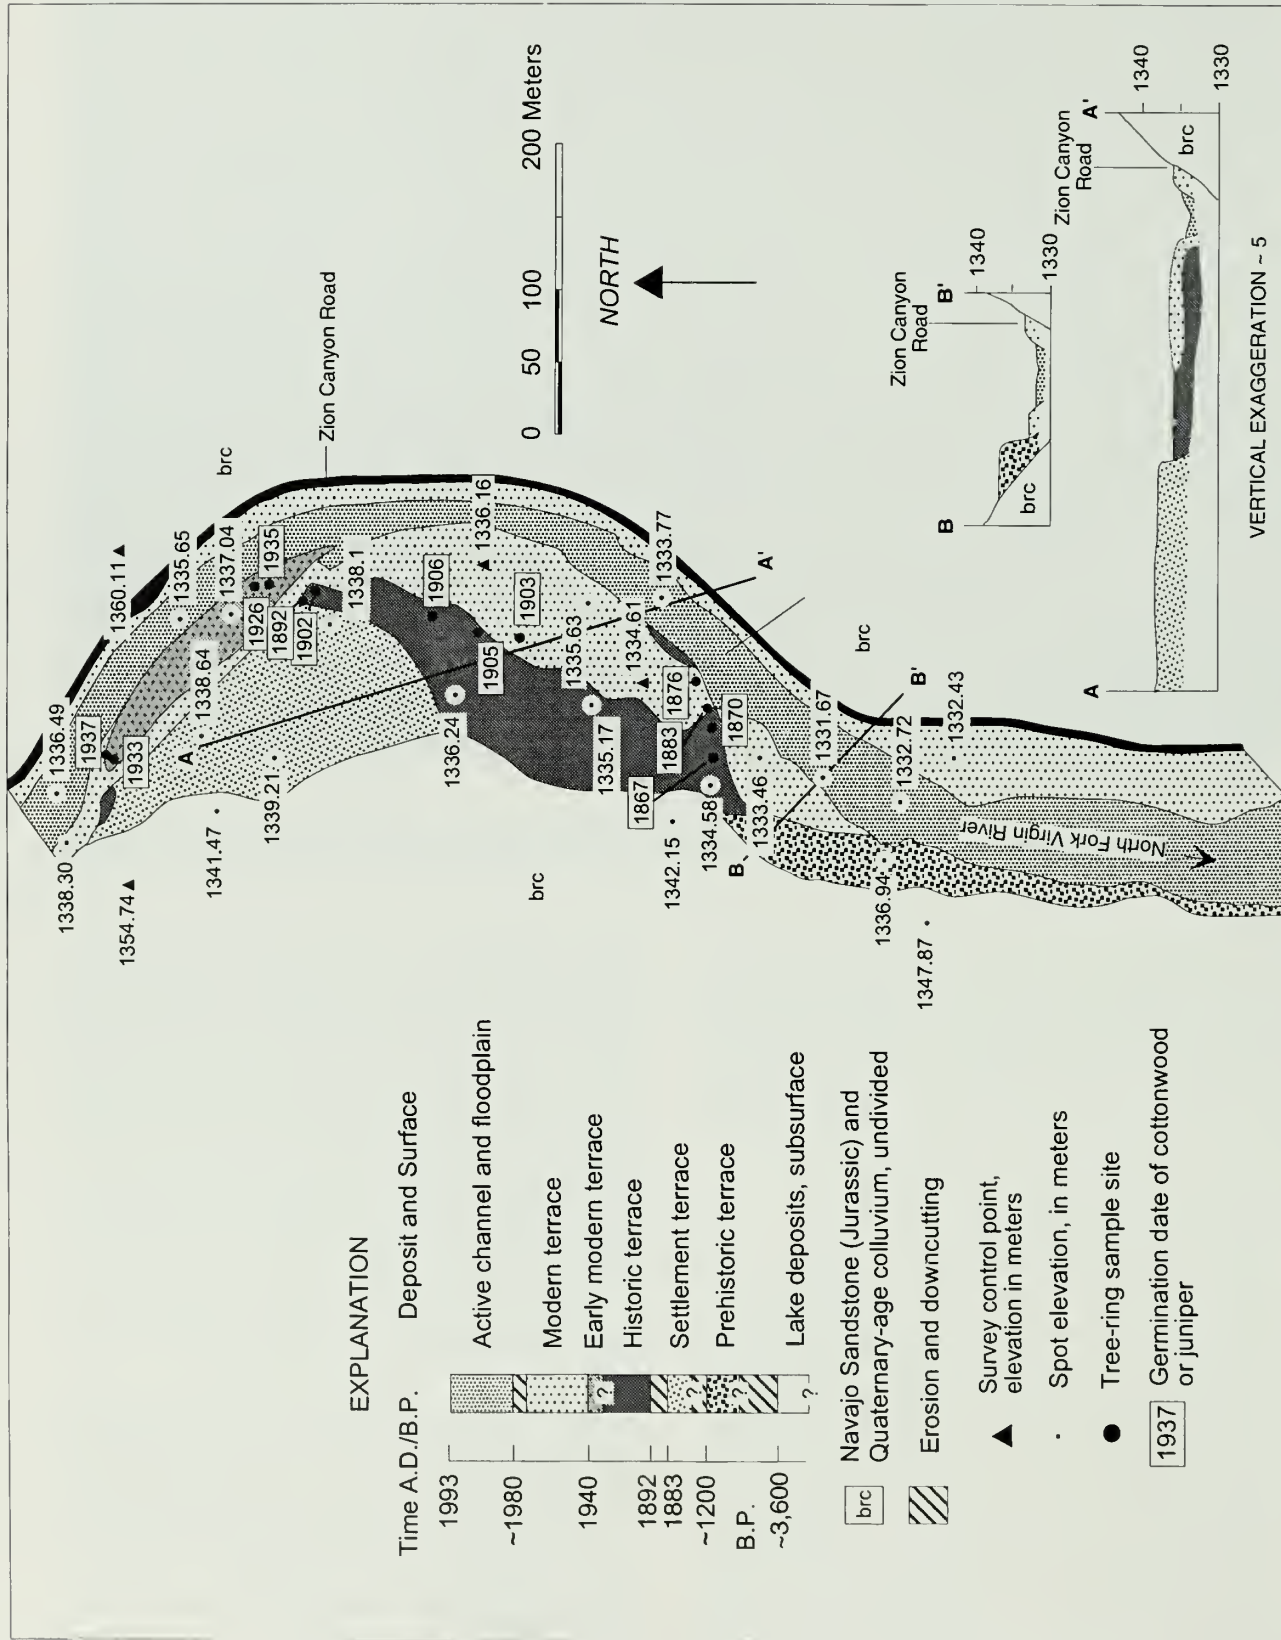 EXPLANATION
Time A.D./B.P. Deposit and Surface
1993
~1980
1940
1892
1883
~1200
B.P.
~3,600
Active channel and floodplain
Modern terrace
Early modern terrace
Historic terrace
Settlement terrace
Prehistoric terrace
Lake deposits, subsurface
?
?
?
?
brc
Navajo Sandstone (Jurassic) and
Quaternary-age colluvium, undivided
Erosion and downcutting
Survey control point,
elevation in meters
Spot elevation, in meters
Tree-ring sample site
1937
Germination date of cottonwood
or juniper
1338.30
1336.49
1354.74
1937
1933
1360.11
1335.65
1337.04
brc
1341.47
A
1338.64
1926
1935
1892
1902
1339.21
1338.1
Zion Canyon Road
1336.24
1906
1905
1903
1336.16
brc
1335.63
1335.17
1334.61
1333.77
A'
1867
1883
1876
1870
1342.15
1334.58
B
1333.46
brc
1331.67
B'
1336.94
1332.72
1332.43
1347.87
North Fork Virgin River
0 50 100 200 Meters
NORTH
B
B'
Zion Canyon
Road
1340
1330
brc
A
A'
Zion Canyon
Road
1340
1330
brc
VERTICAL EXAGGERATION ~ 5